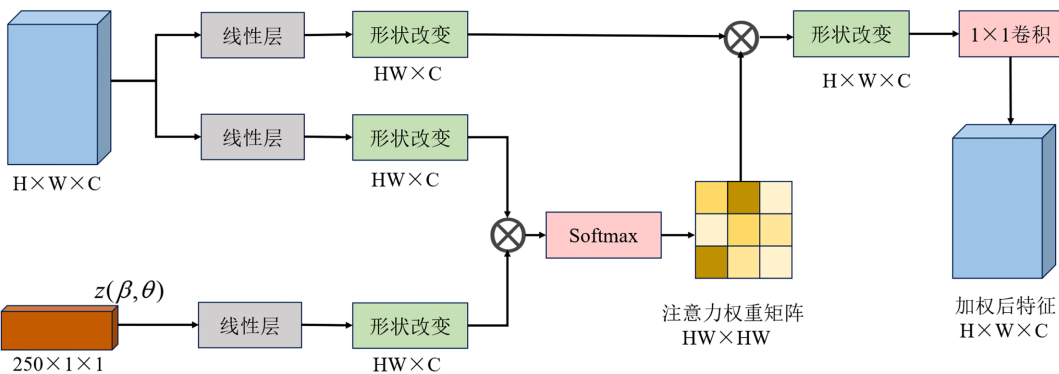 线性层
形状改变
HW×C
形状改变
H×W×C
1×1卷积
H×W×C
线性层
形状改变
HW×C
Softmax
z(β,θ)
250×1×1
线性层
形状改变
HW×C
注意力权重矩阵
HW×HW
加权后特征
H×W×C